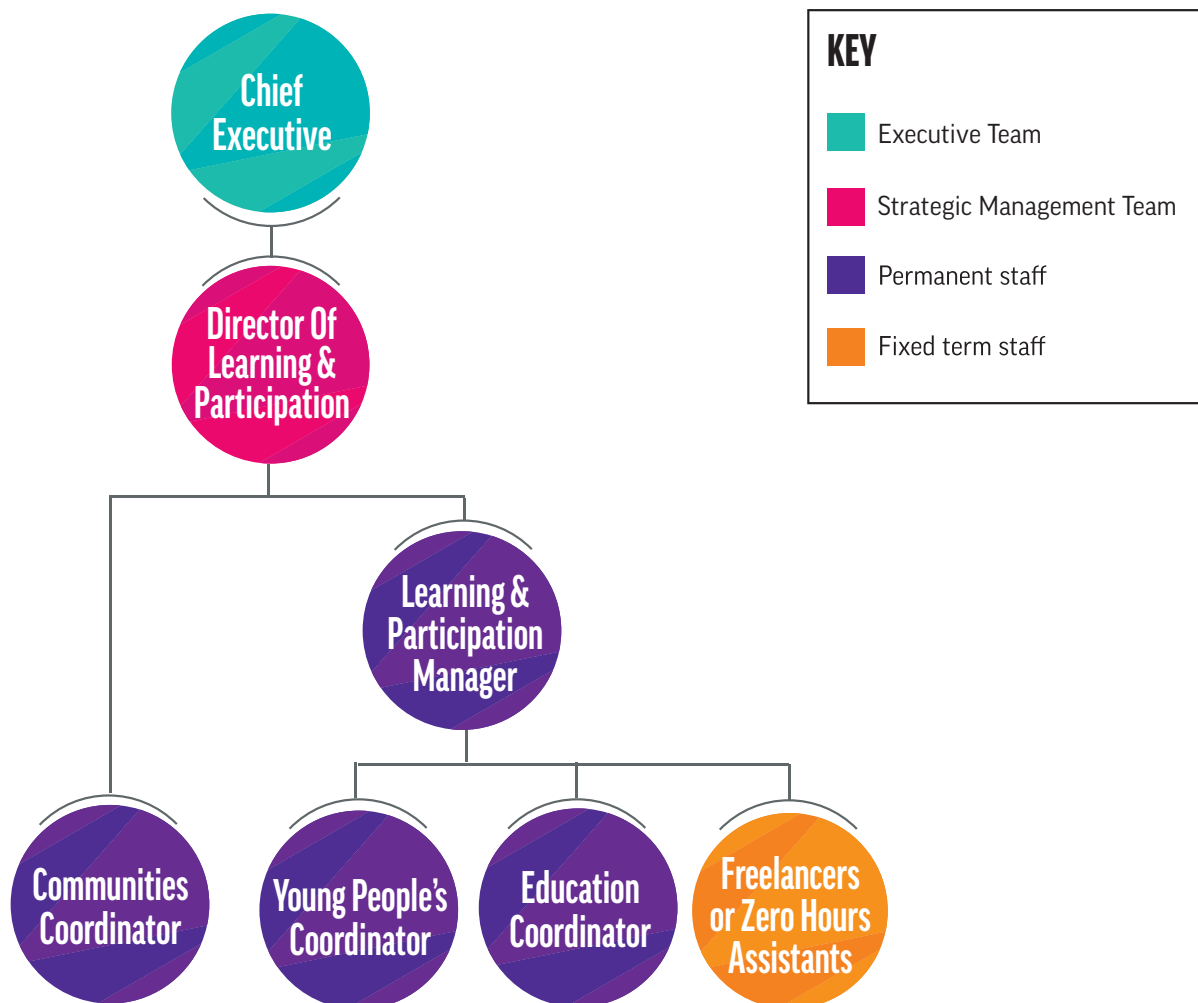 Chief
Executive
KEY
Executive Team
Strategic Management Team
Permanent staff
Fixed term staff
Director Of
Learning &
Participation
Learning &
Participation
Manager
Communities
Coordinator
Young People's
Coordinator
Education
Coordinator
Freelancers
or Zero Hours
Assistants